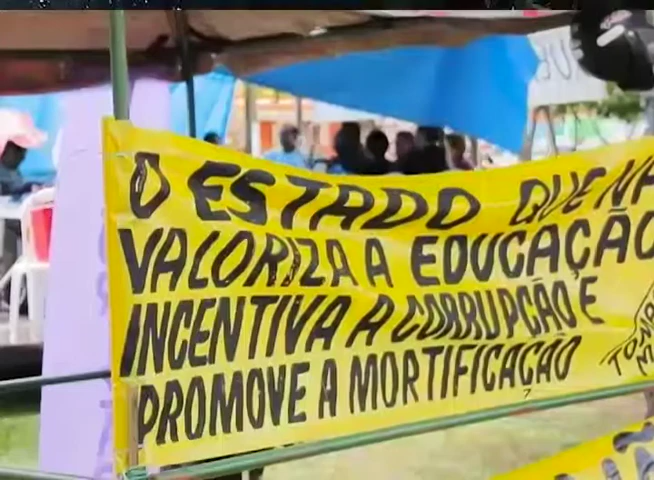 O ESTADO QUE NÃ
VALORIZA A EDUCAÇÃO
INCENTIVA A CORRUPÇÃO E
PROMOVE A MORTIFICAÇÃO